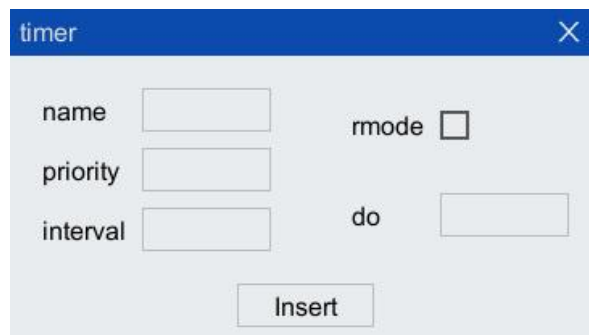 timer
name
rmode
priority
interval
do
Insert